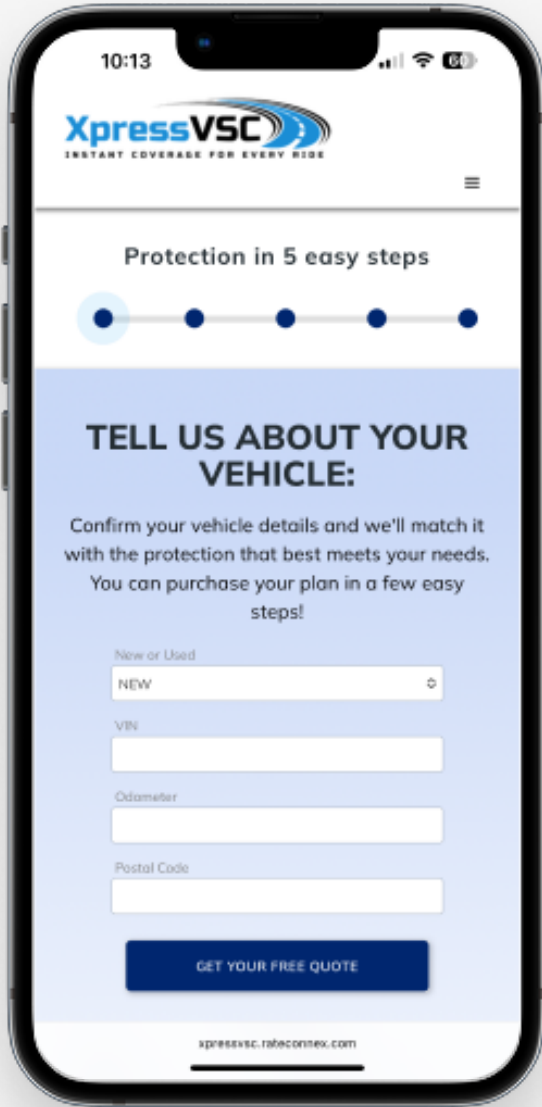 10:13
60
XpressVSC
INSTANT COVERAGE FOR EVERY RIDE
Protection in 5 easy steps
TELL US ABOUT YOUR
VEHICLE:
Confirm your vehicle details and we'll match it
with the protection that best meets your needs.
You can purchase your plan in a few easy
steps!
New or Used
NEW
VIN
Odometer
Postal Code
GET YOUR FREE QUOTE
xpressvsc.rateconnex.com